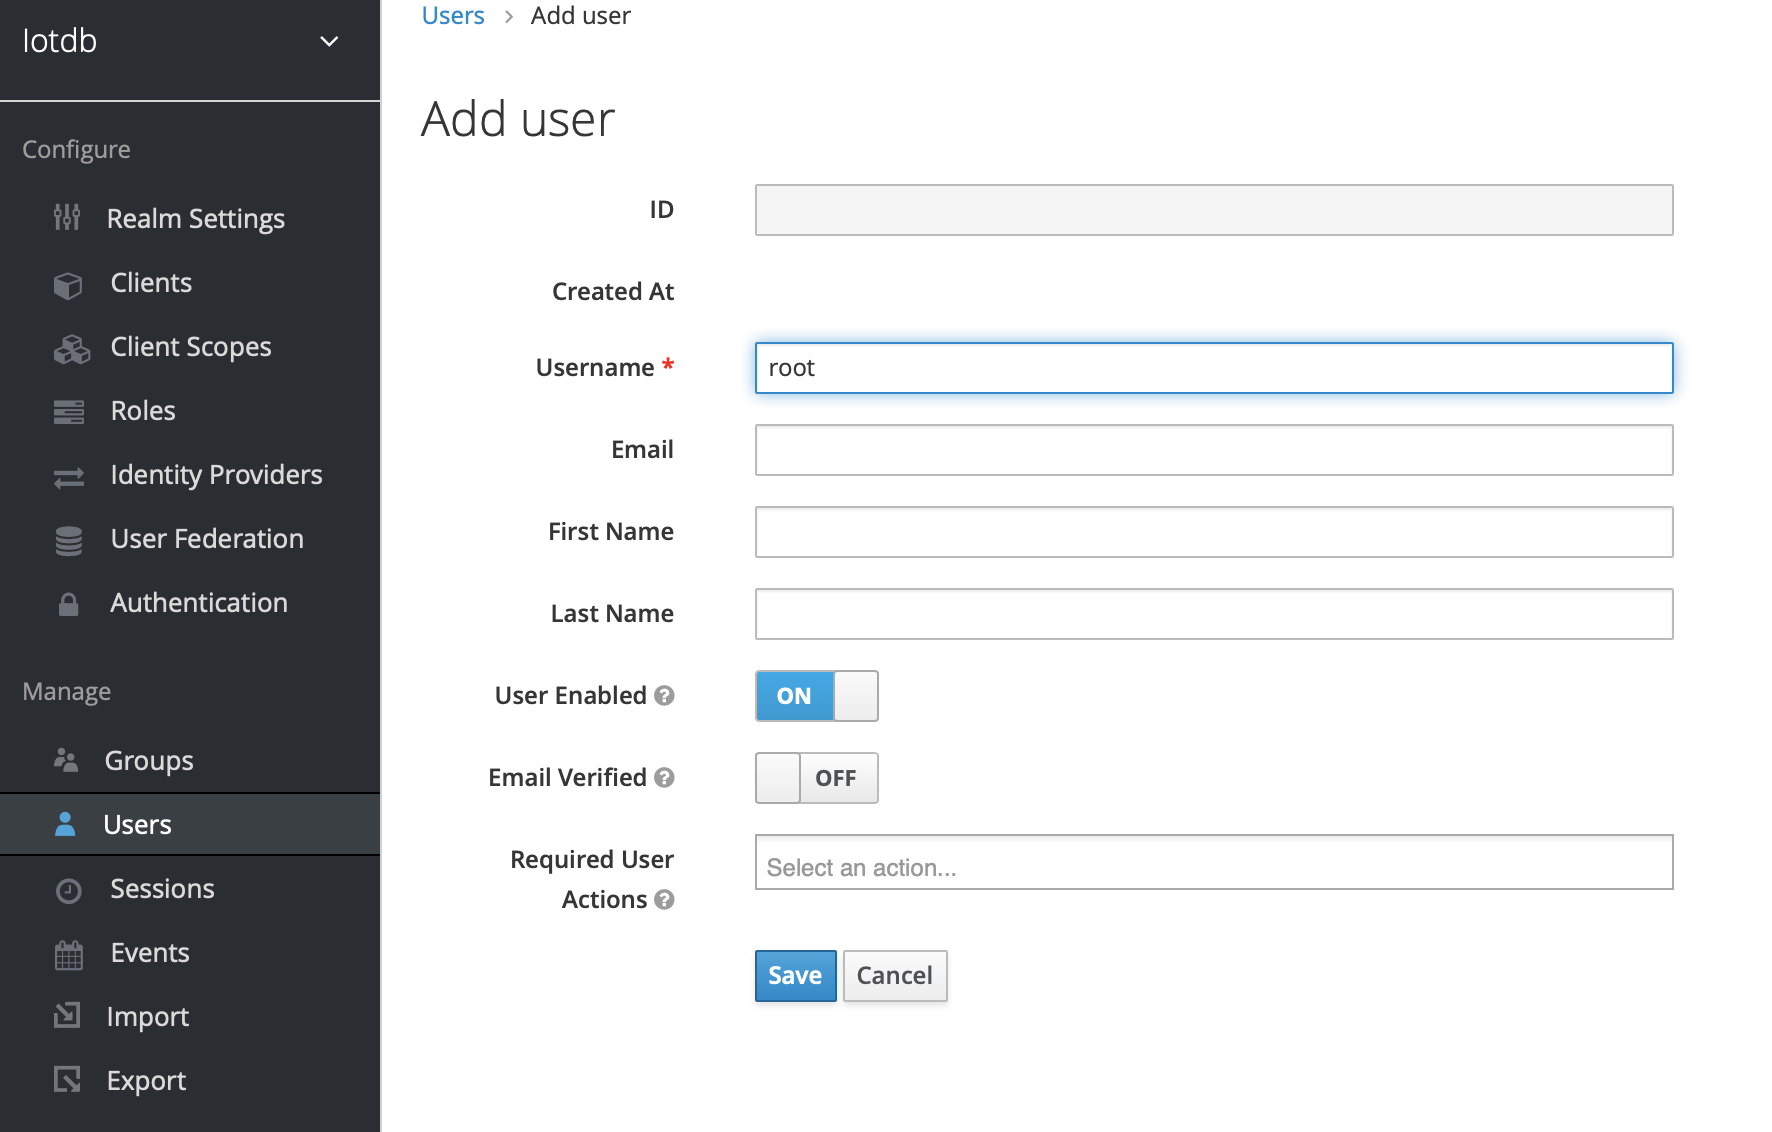 Iotdb
Configure
Realm Settings
Clients
Client Scopes
Roles
Identity Providers
User Federation
Authentication
Manage
Groups
Users
Sessions
Events
Import
Export
Users > Add user
Add user
ID
Created At
Username * root
Email
First Name
Last Name
User Enabled ? ON
Email Verified ? OFF
Required User Select an action...
Actions ?
Save Cancel